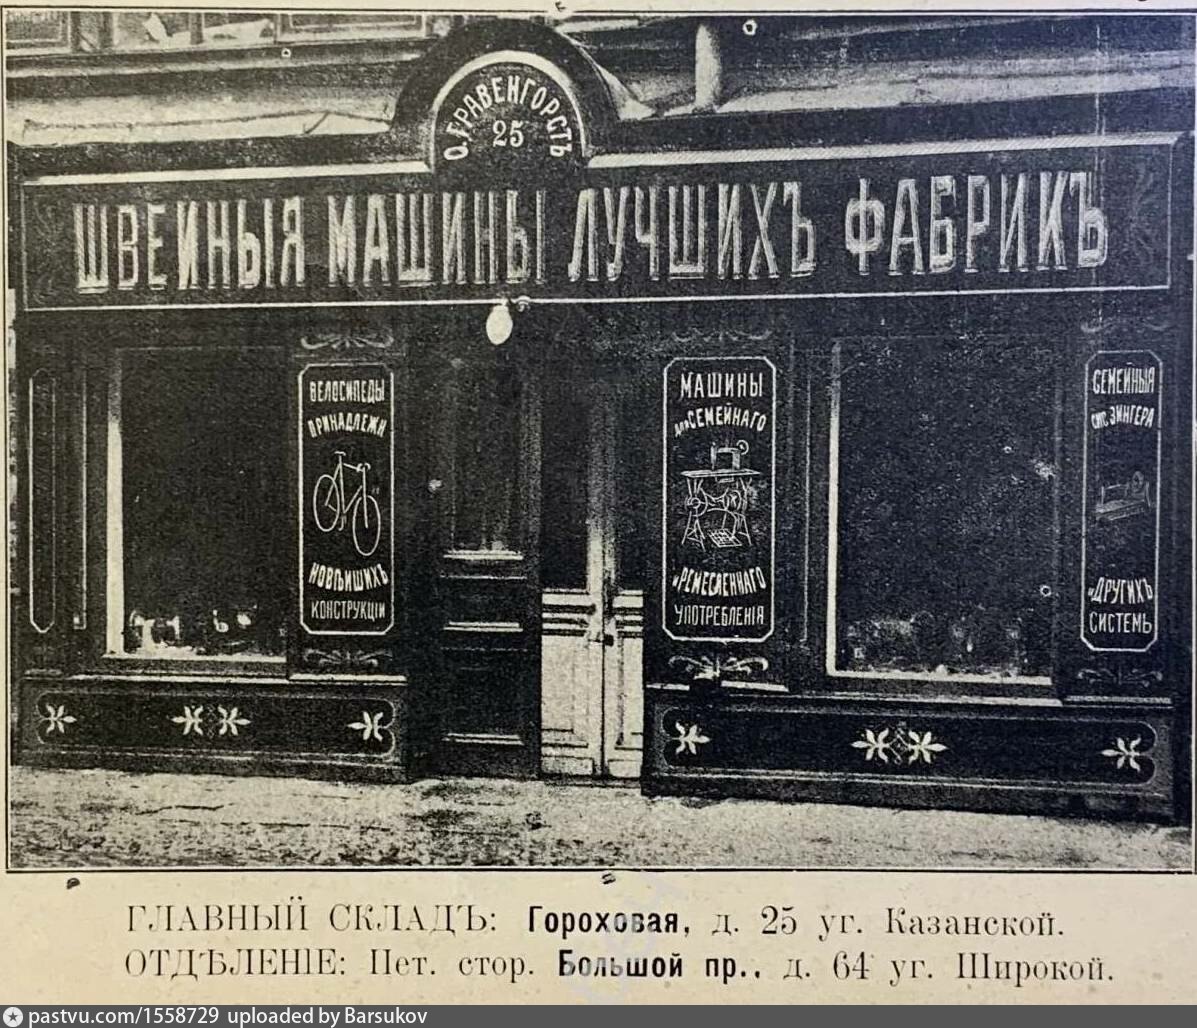 О. ГРАВЕНГОРСТЪ
25
ШВЕЙНЫЯ МАШИНЫ ЛУЧШИХЪ ФАБРИКЪ
ВЕЛОСИПЕДЫ
ПРИНАДЛЕЖН
НОВѢЙШИХЪ
КОНСТРУКЦІЙ
МАШИНЫ
ДЛЯ СЕМЕЙНАГО
И РЕМЕСЛЕННАГО
УПОТРЕБЛЕНІЯ
СЕМЕЙНЫЯ
СИС. ЗИНГЕРА
И ДРУГИХЪ
СИСТЕМЪ
ГЛАВНЫЙ СКЛАДЪ: Гороховая, д. 25 уг. Казанской.
ОТДѢЛЕНІЕ: Пет. стор. Большой пр., д. 64 уг. Широкой.
pastvu.com/1558729 uploaded by Barsukov